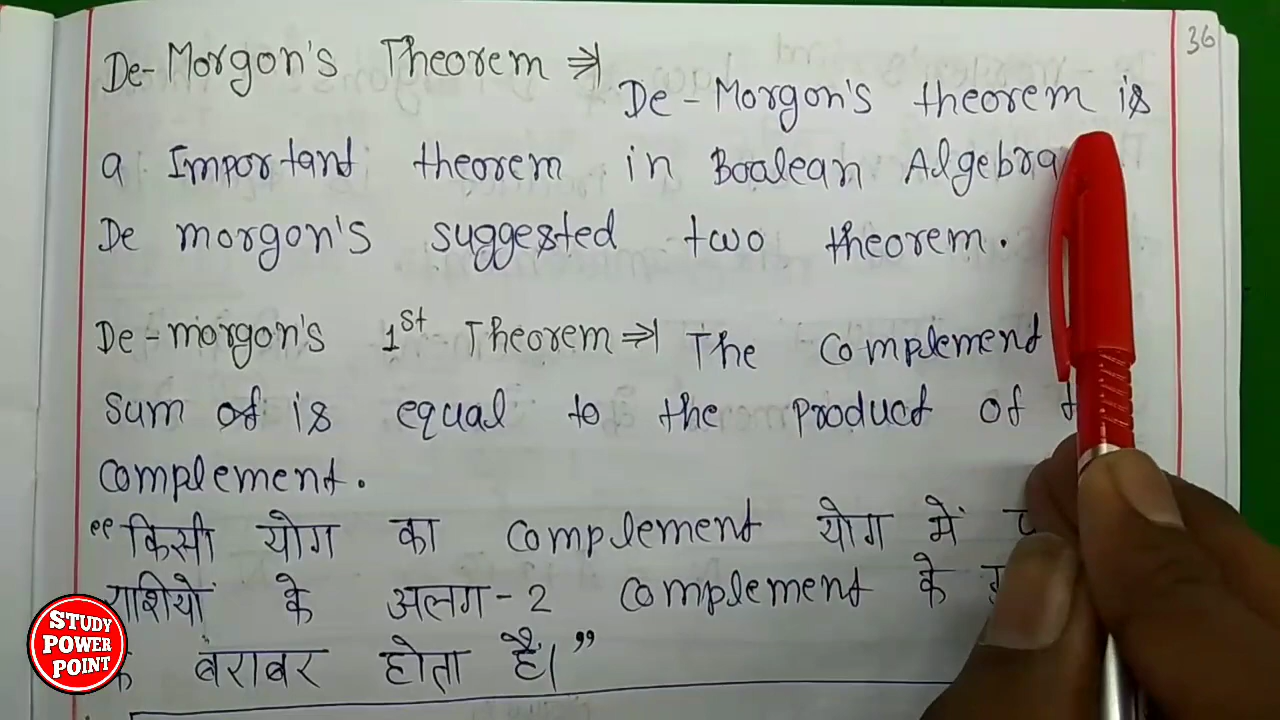 36
De-Morgon's Theorem ⇒
De-Morgon's theorem is
a Important theorem in Boolean Algebra
De morgon's suggested two theorem.
De-morgon's 1st Theorem ⇒ The Complement
Sum of is equal to the product of
complement.
“किसी योग का complement योग में
राशियों के अलग-2 complement के
बराबर होता है।”
STUDY
POWER
POINT